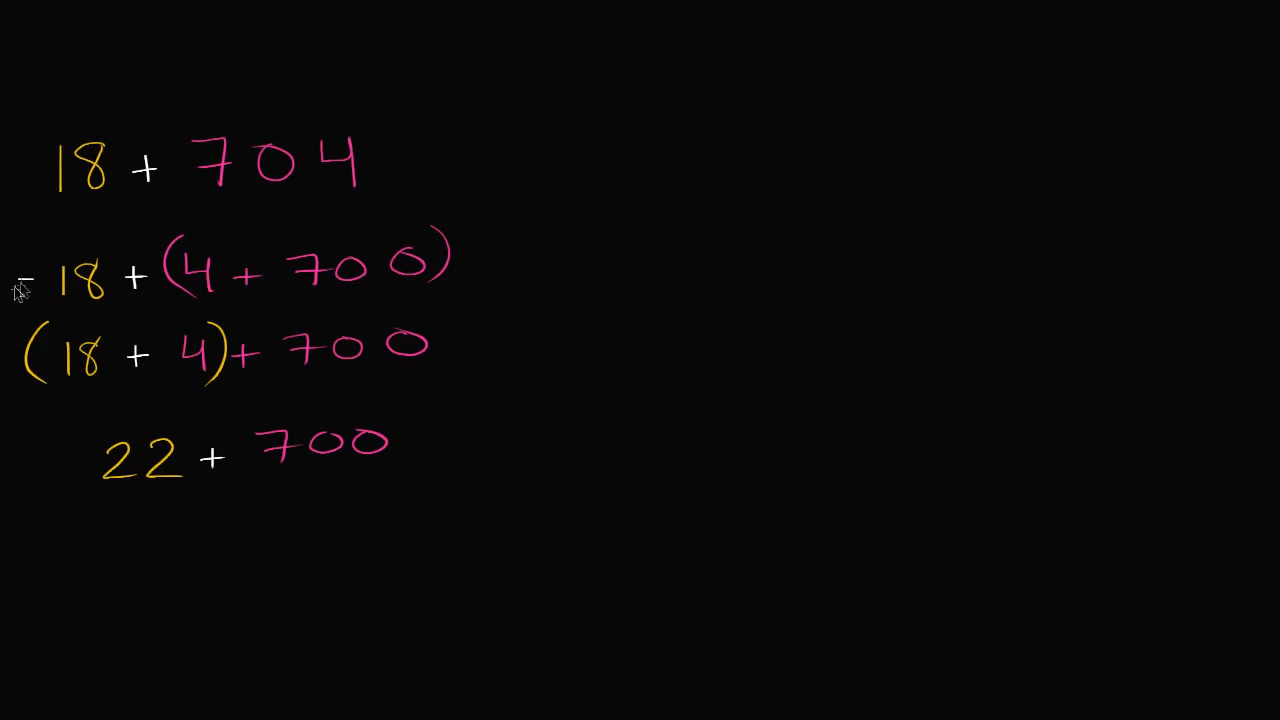 18 + 704
- 18 + (4 + 700)
(18 + 4) + 700
22 + 700